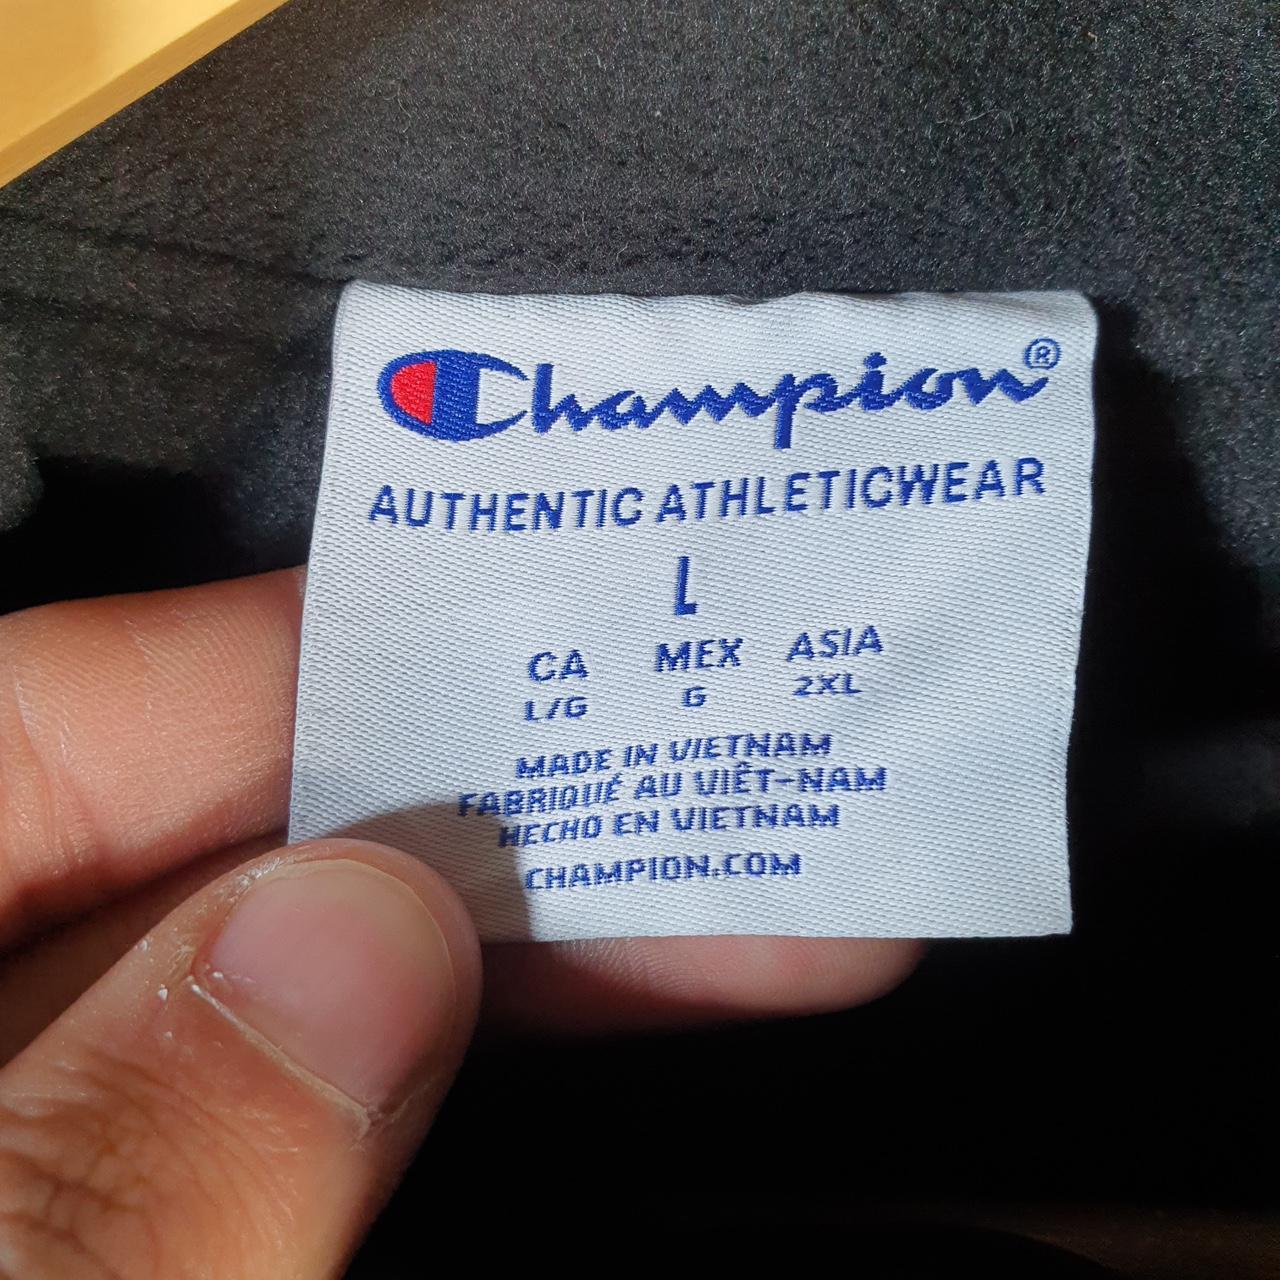 Champion®
AUTHENTIC ATHLETICWEAR
L
CA MEX ASIA
L/G G 2XL
MADE IN VIETNAM
FABRIQUÉ AU VIÊT-NAM
HECHO EN VIETNAM
CHAMPION.COM